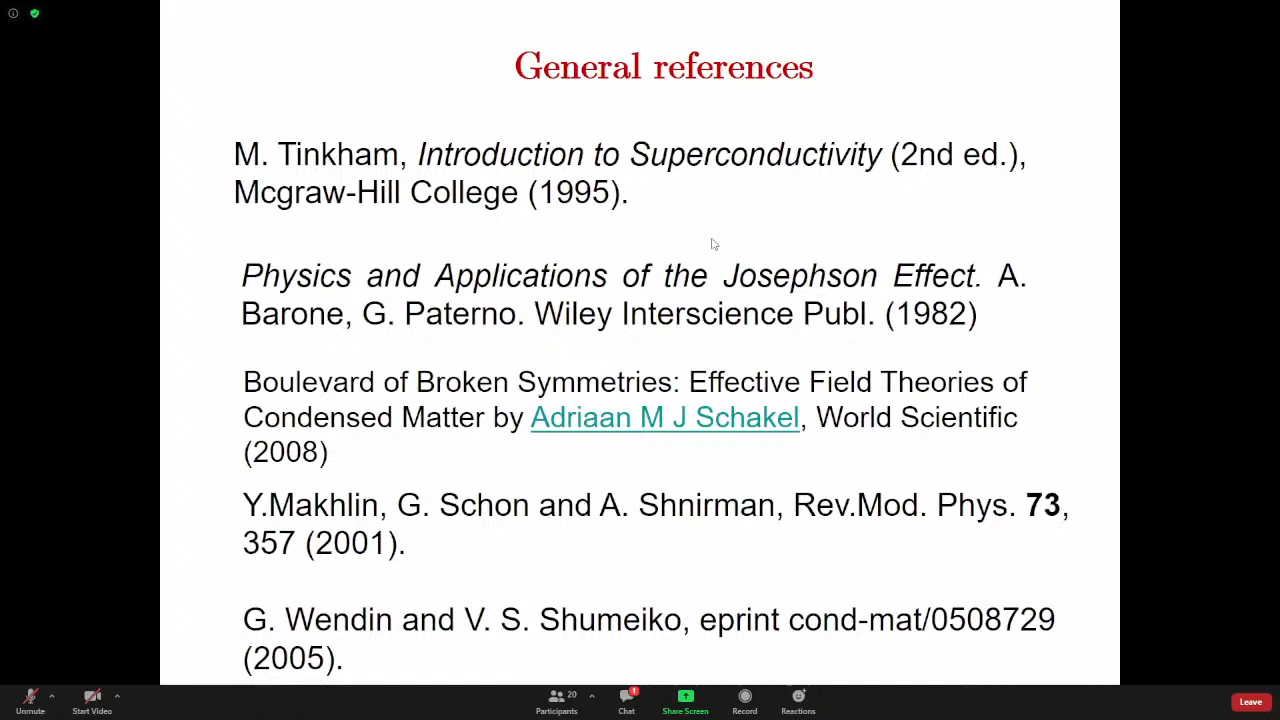 General references
M. Tinkham, Introduction to Superconductivity (2nd ed.),
Mcgraw-Hill College (1995).
Physics and Applications of the Josephson Effect. A.
Barone, G. Paterno. Wiley Interscience Publ. (1982)
Boulevard of Broken Symmetries: Effective Field Theories of
Condensed Matter by Adriaan M J Schakel, World Scientific
(2008)
Y.Makhlin, G. Schon and A. Shnirman, Rev.Mod. Phys. 73,
357 (2001).
G. Wendin and V. S. Shumeiko, eprint cond-mat/0508729
(2005).
Unmute
Start Video
20
Participants
1
Chat
Share Screen
Record
Reactions
Leave